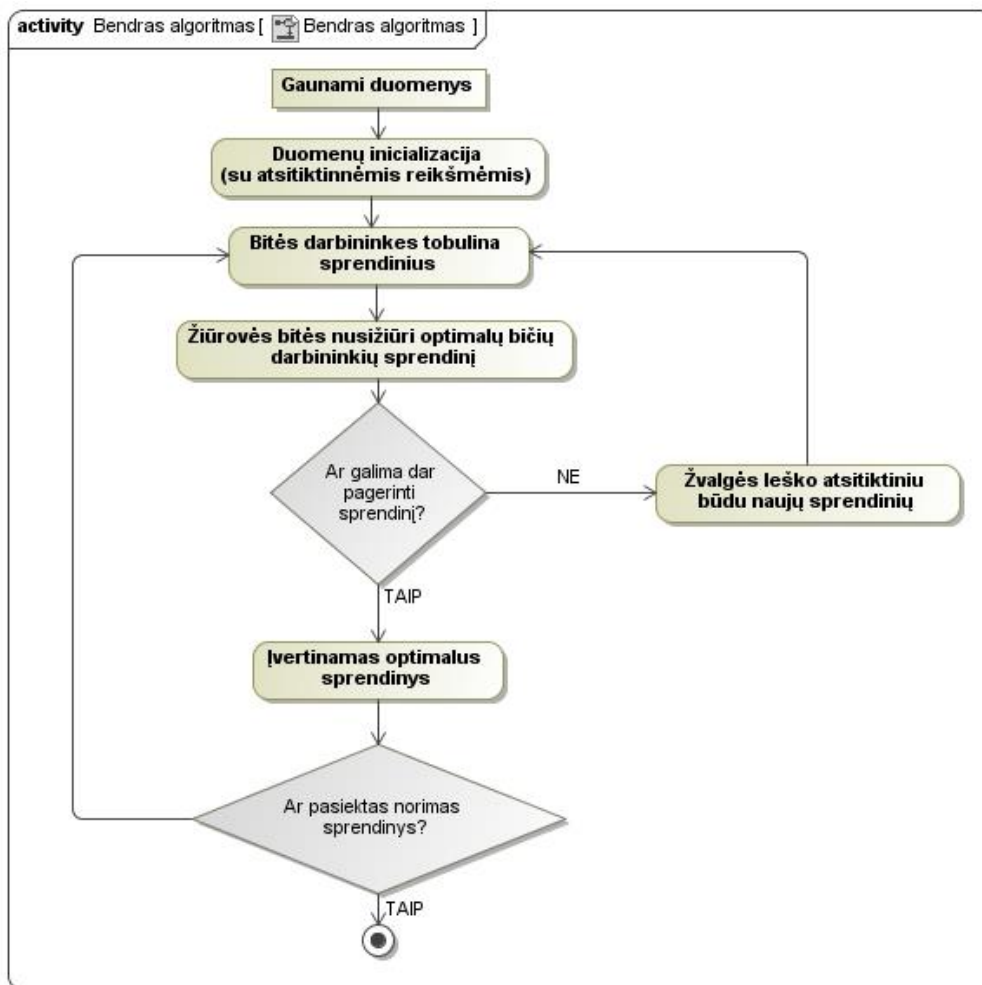 activity Bendras algoritmas [ Bendras algoritmas ]
Gaunami duomenys
Duomenų inicializacija
(su atsitiktinnėmis reikšmėmis)
Bitės darbininkes tobulina
sprendinius
Žiūrovės bitės nusižiūri optimalų bičių
darbininkių sprendinį
Ar galima dar
pagerinti
sprendinį?
NE
Žvalgės Ieško atsitiktiniu
būdu naujų sprendinių
TAIP
Įvertinamas optimalus
sprendinys
Ar pasiektas norimas
sprendinys?
TAIP